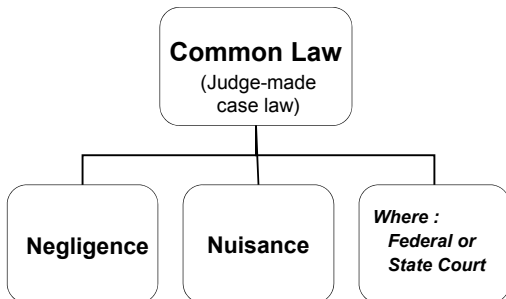 Common Law
(Judge-made
case law)
Negligence
Nuisance
Where :
Federal or
State Court